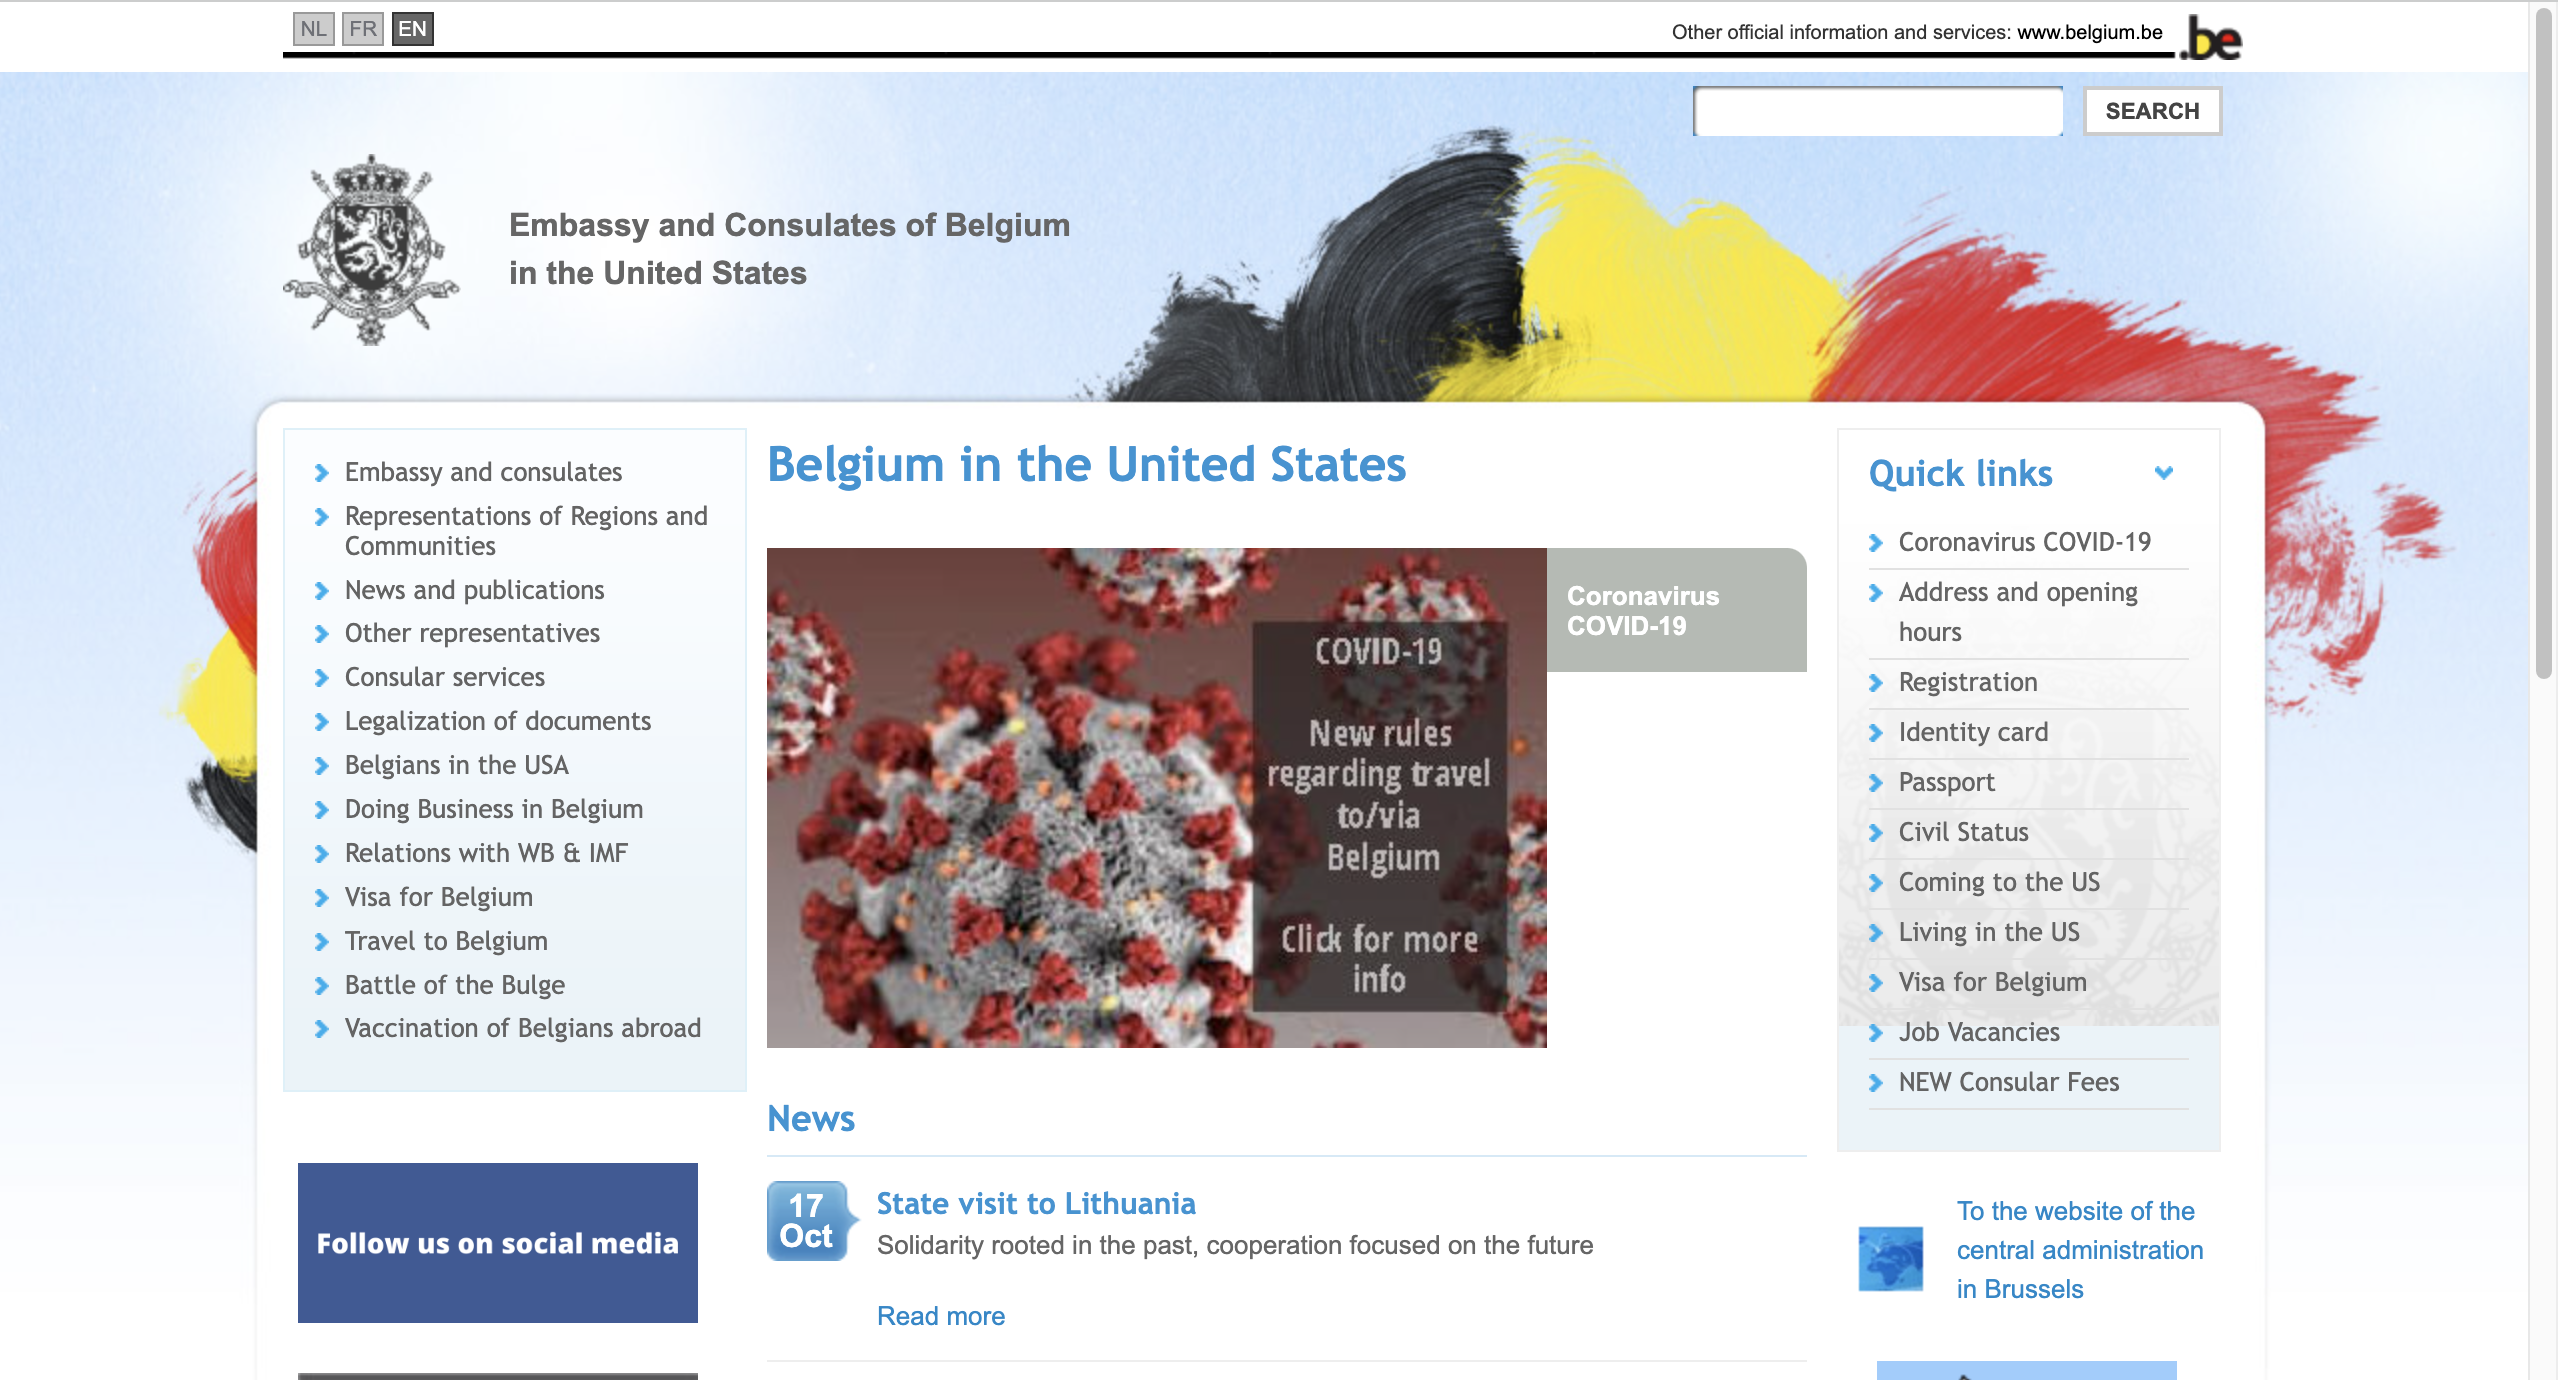 NL FR EN
Other official information and services: www.belgium.be
.be
SEARCH
Embassy and Consulates of Belgium
in the United States
Embassy and consulates
Representations of Regions and
Communities
News and publications
Other representatives
Consular services
Legalization of documents
Belgians in the USA
Doing Business in Belgium
Relations with WB & IMF
Visa for Belgium
Travel to Belgium
Battle of the Bulge
Vaccination of Belgians abroad
Follow us on social media
Belgium in the United States
COVID-19
New rules
regarding travel
to/via
Belgium
Click for more
info
Coronavirus
COVID-19
News
17
Oct
State visit to Lithuania
Solidarity rooted in the past, cooperation focused on the future
Read more
Quick links
Coronavirus COVID-19
Address and opening
hours
Registration
Identity card
Passport
Civil Status
Coming to the US
Living in the US
Visa for Belgium
Job Vacancies
NEW Consular Fees
To the website of the
central administration
in Brussels